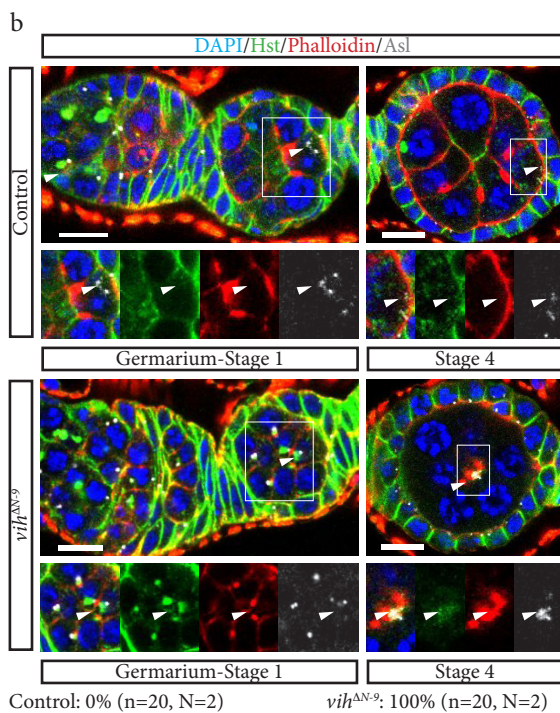 b
DAPI/Hst/Phalloidin/Asl
Control
Germarium-Stage 1
Stage 4
vihΔN-9
Germarium-Stage 1
Stage 4
Control: 0% (n=20, N=2)
vihΔN-9: 100% (n=20, N=2)